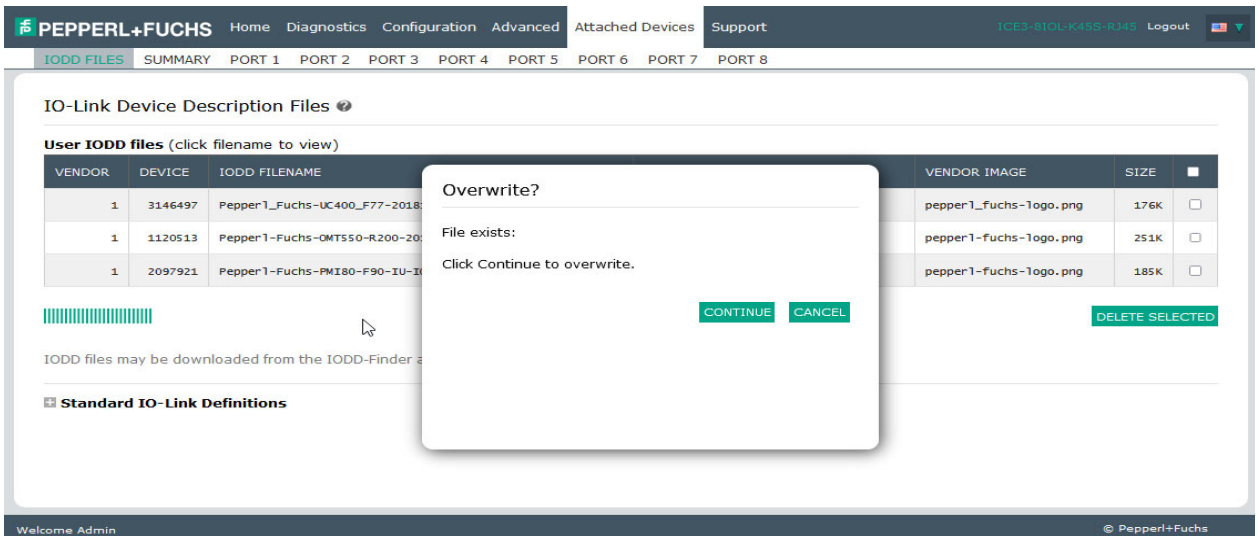 PEPPERL+FUCHS Home Diagnostics Configuration Advanced Attached Devices Support ICE3-8IOL-K45S-RJ45 Logout
IODD FILES SUMMARY PORT 1 PORT 2 PORT 3 PORT 4 PORT 5 PORT 6 PORT 7 PORT 8
IO-Link Device Description Files
User IODD files (click filename to view)
VENDOR DEVICE IODD FILENAME VENDOR IMAGE SIZE
1 3146497 Pepperl_Fuchs-UC400_F77-2018 pepperl_fuchs-logo.png 176K
1 1120513 Pepperl-Fuchs-OMT550-R200-20 pepperl-fuchs-logo.png 251K
1 2097921 Pepperl-Fuchs-PMI80-F90-IU-I pepperl-fuchs-logo.png 185K
Overwrite?
File exists:
Click Continue to overwrite.
CONTINUE CANCEL
DELETE SELECTED
IODD files may be downloaded from the IODD-Finder
Standard IO-Link Definitions
Welcome Admin © Pepperl+Fuchs